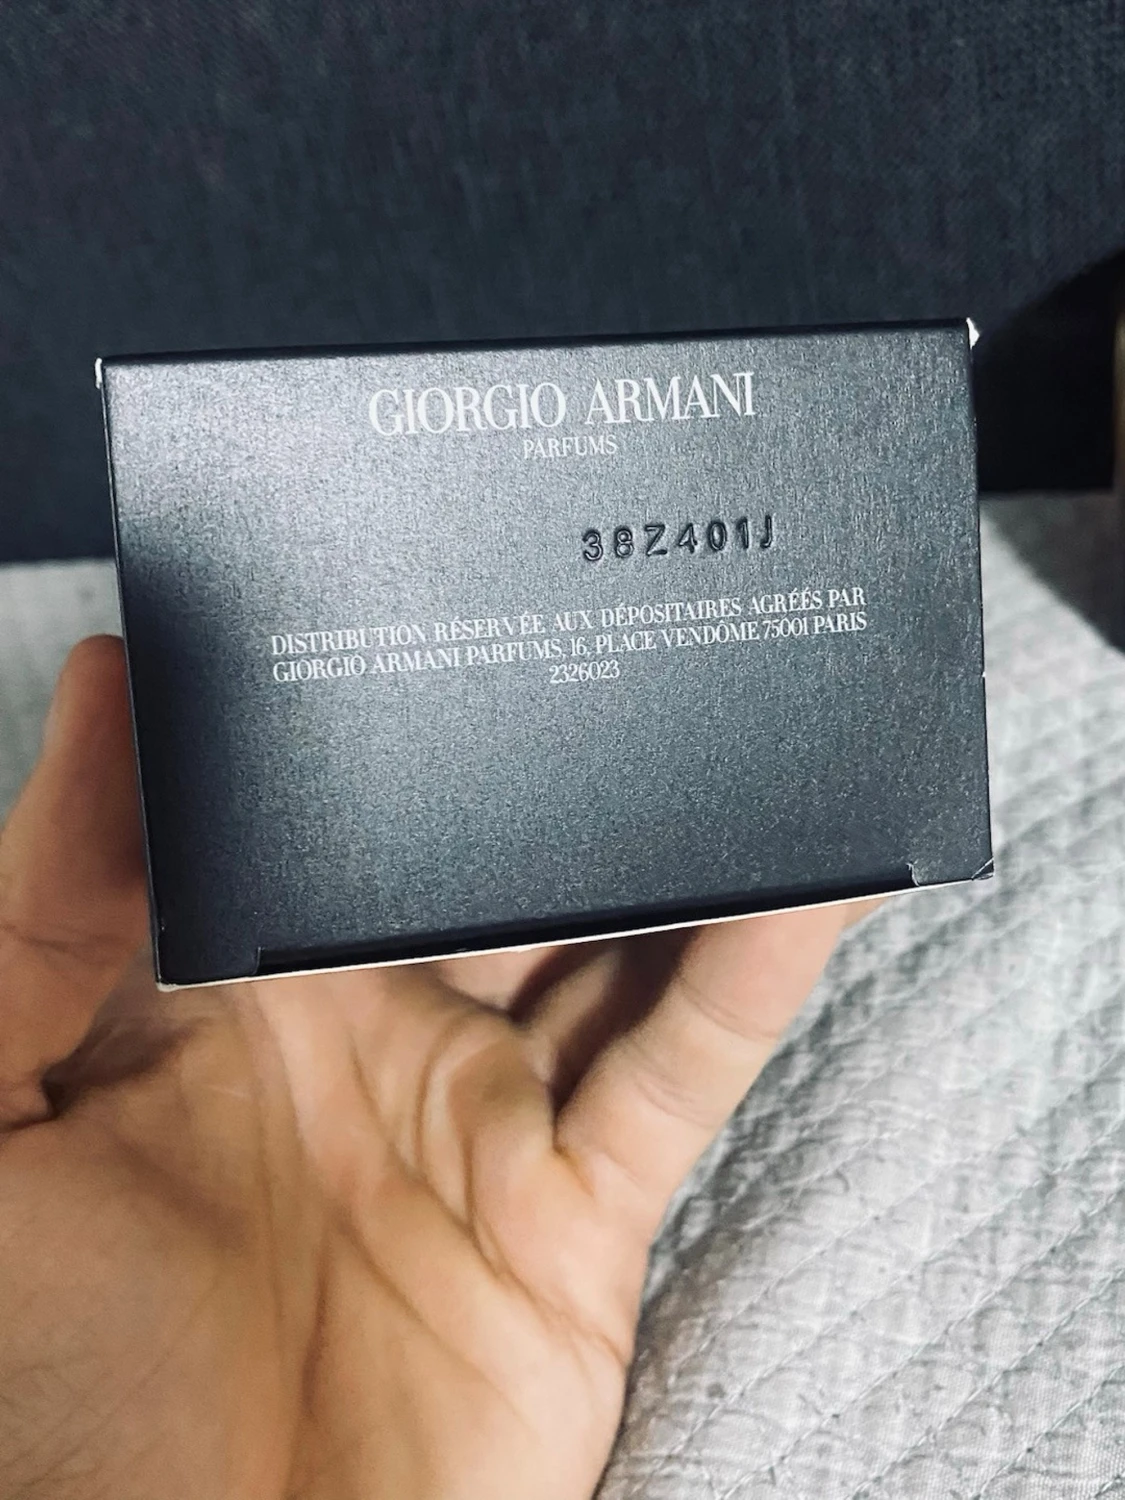 GIORGIO ARMANI
PARFUMS
38Z401J
DISTRIBUTION RÉSERVÉE AUX DÉPOSITAIRES AGRÉÉS PAR
GIORGIO ARMANI PARFUMS, 16, PLACE VENDÔME 75001 PARIS
2326023